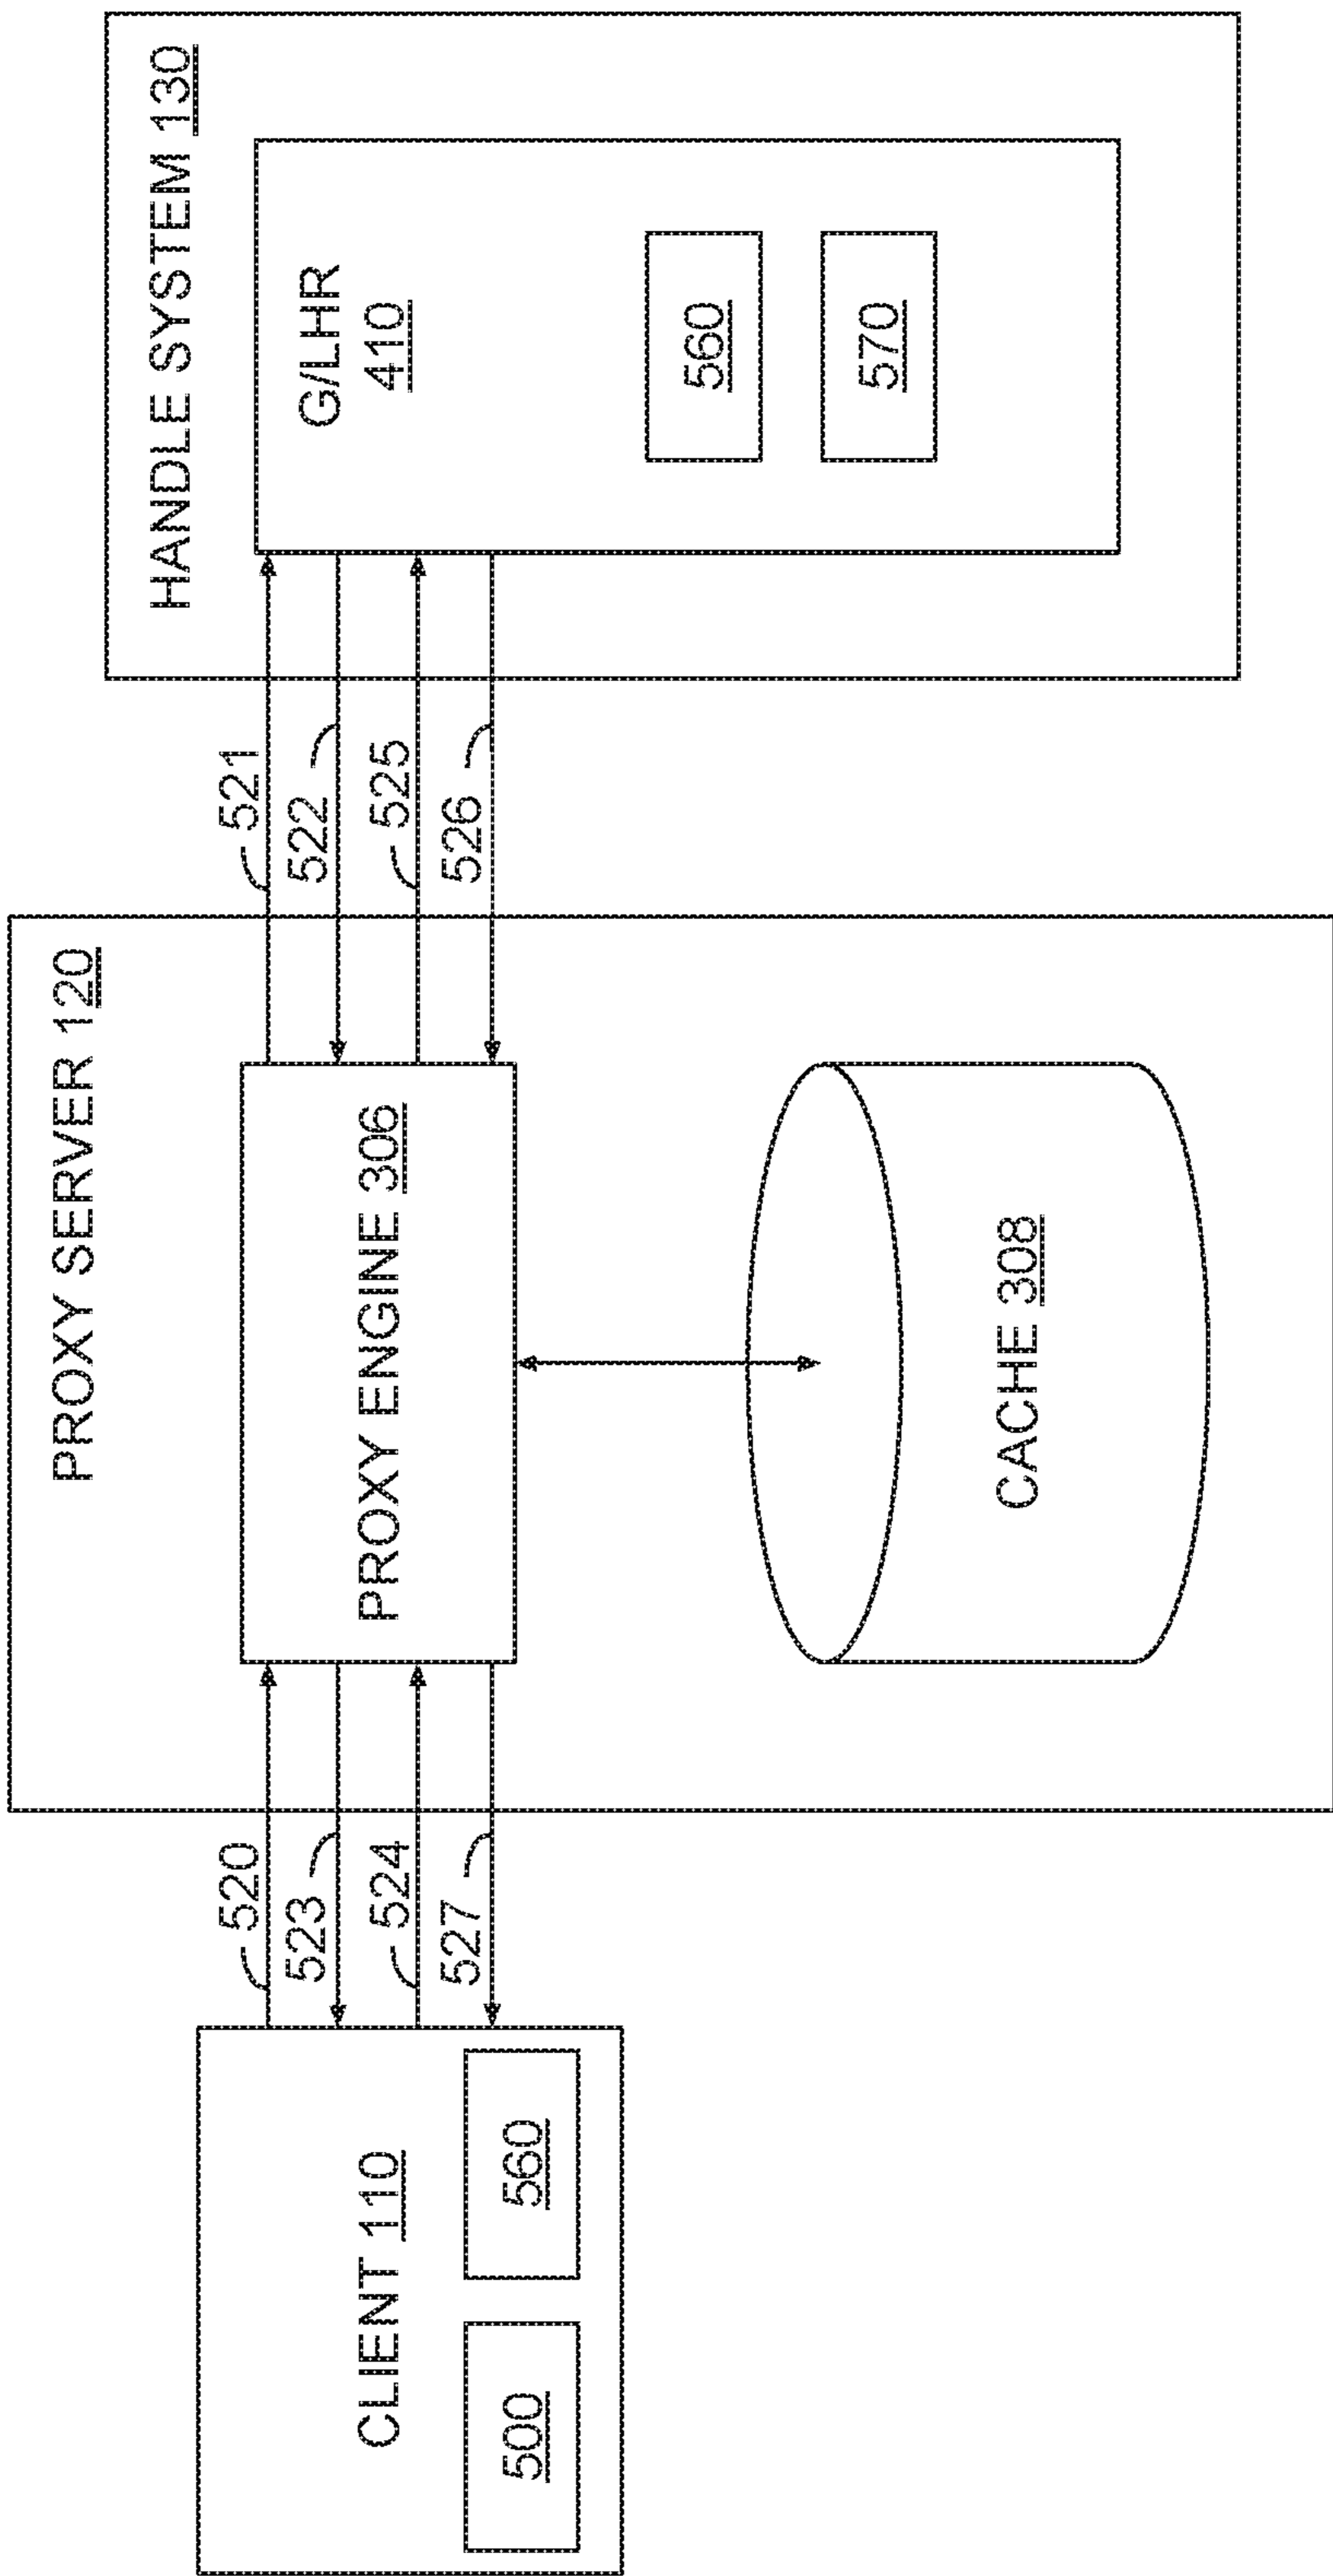 CLIENT 110
500
560
520
523
524
527
PROXY SERVER 120
PROXY ENGINE 306
CACHE 308
521
522
525
526
HANDLE SYSTEM 130
G/LHR
410
560
570